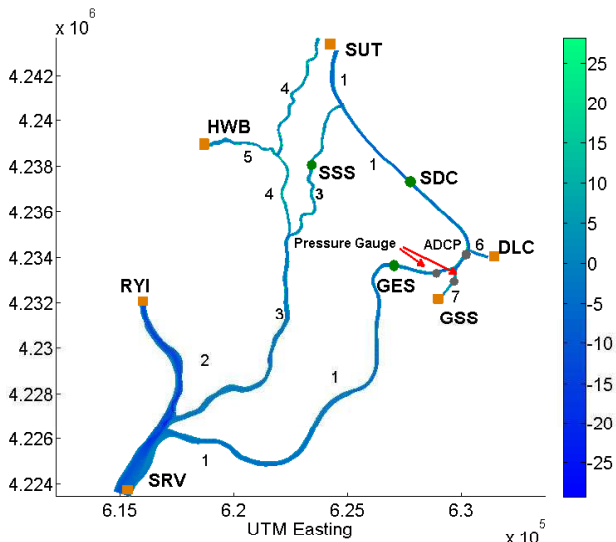 x 10^6
4.242
4.24
4.238
4.236
4.234
4.232
4.23
4.228
4.226
4.224
SUT
1
4
HWB
5
SSS
1
SDC
4
3
Pressure Gauge
ADCP
6
DLC
GES
7
GSS
RYI
3
2
1
1
SRV
6.15
6.2
6.25
6.3
UTM Easting
x 10^5
25
20
15
10
5
0
-5
-10
-15
-20
-25